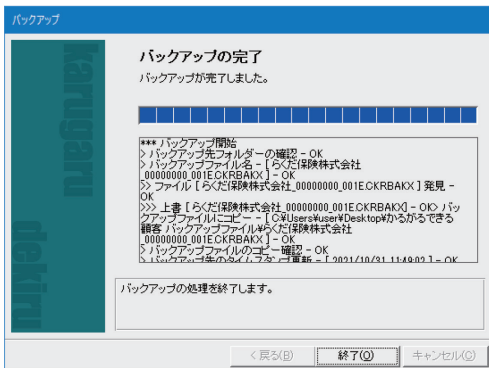 バックアップ
karugaru
dekiru
バックアップの完了
バックアップが完了しました。
*** バックアップ開始
> バックアップ先フォルダーの確認 - OK
> バックアップファイル名 - [ らくだ保険株式会社
_00000000_001E.CKRBAKX ] - OK
>> ファイル [ らくだ保険株式会社_00000000_001E.CKRBAKX ] 発見 -
OK
>>> 上書 [ らくだ保険株式会社_00000000_001E.CKRBAKX] - OK> バッ
クアップファイルにコピー - [ C:¥Users¥user¥Desktop¥かるがるできる
顧客 バックアップファイル¥らくだ保険株式会社
_00000000_001E.CKRBAKX ] - OK
> バックアップファイルのコピー確認 - OK
> バックアップ先のタイムスタンプ更新 - [ 2021/10/31 11:49:02 ] - OK
バックアップの処理を終了します。
< 戻る(B)
終了(O)
キャンセル(C)